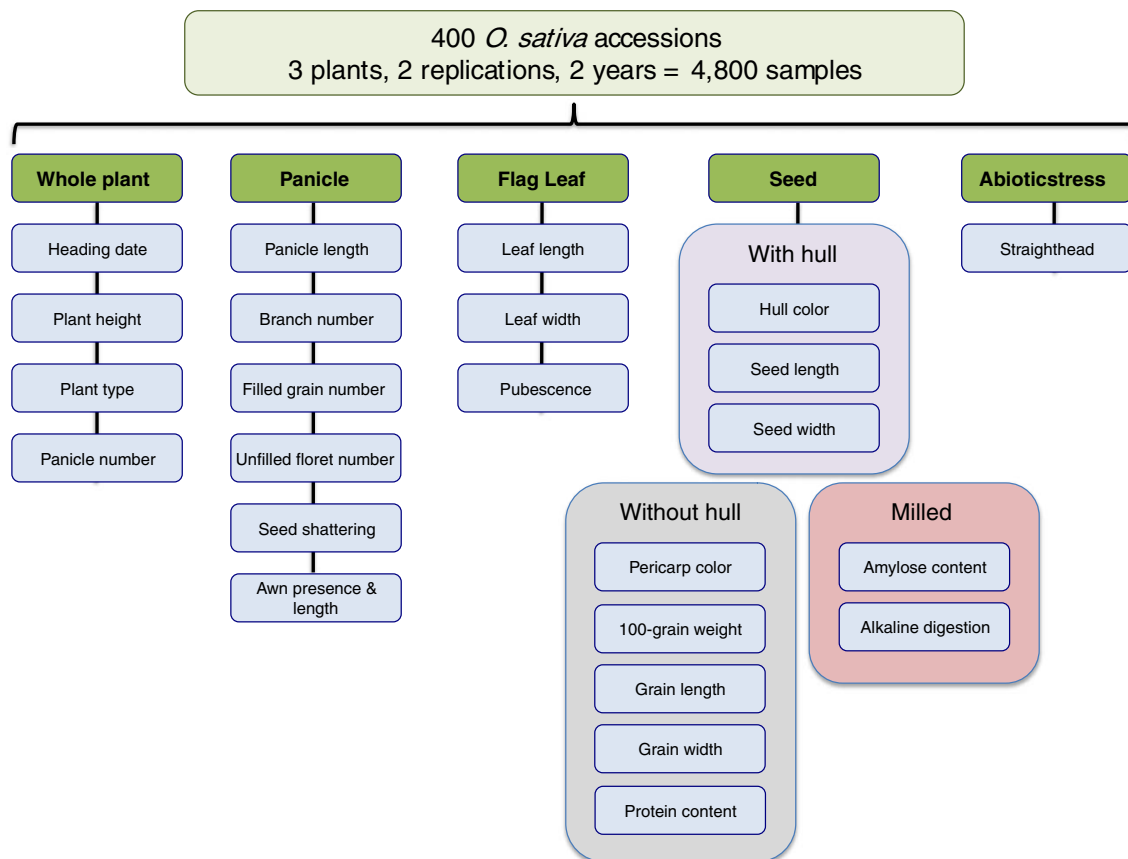 400 O. sativa accessions
3 plants, 2 replications, 2 years = 4,800 samples
Whole plant
Heading date
Plant height
Plant type
Panicle number
Panicle
Panicle length
Branch number
Filled grain number
Unfilled floret number
Seed shattering
Awn presence &
length
Flag Leaf
Leaf length
Leaf width
Pubescence
Seed
With hull
Hull color
Seed length
Seed width
Without hull
Pericarp color
100-grain weight
Grain length
Grain width
Protein content
Milled
Amylose content
Alkaline digestion
Abioticstress
Straighthead